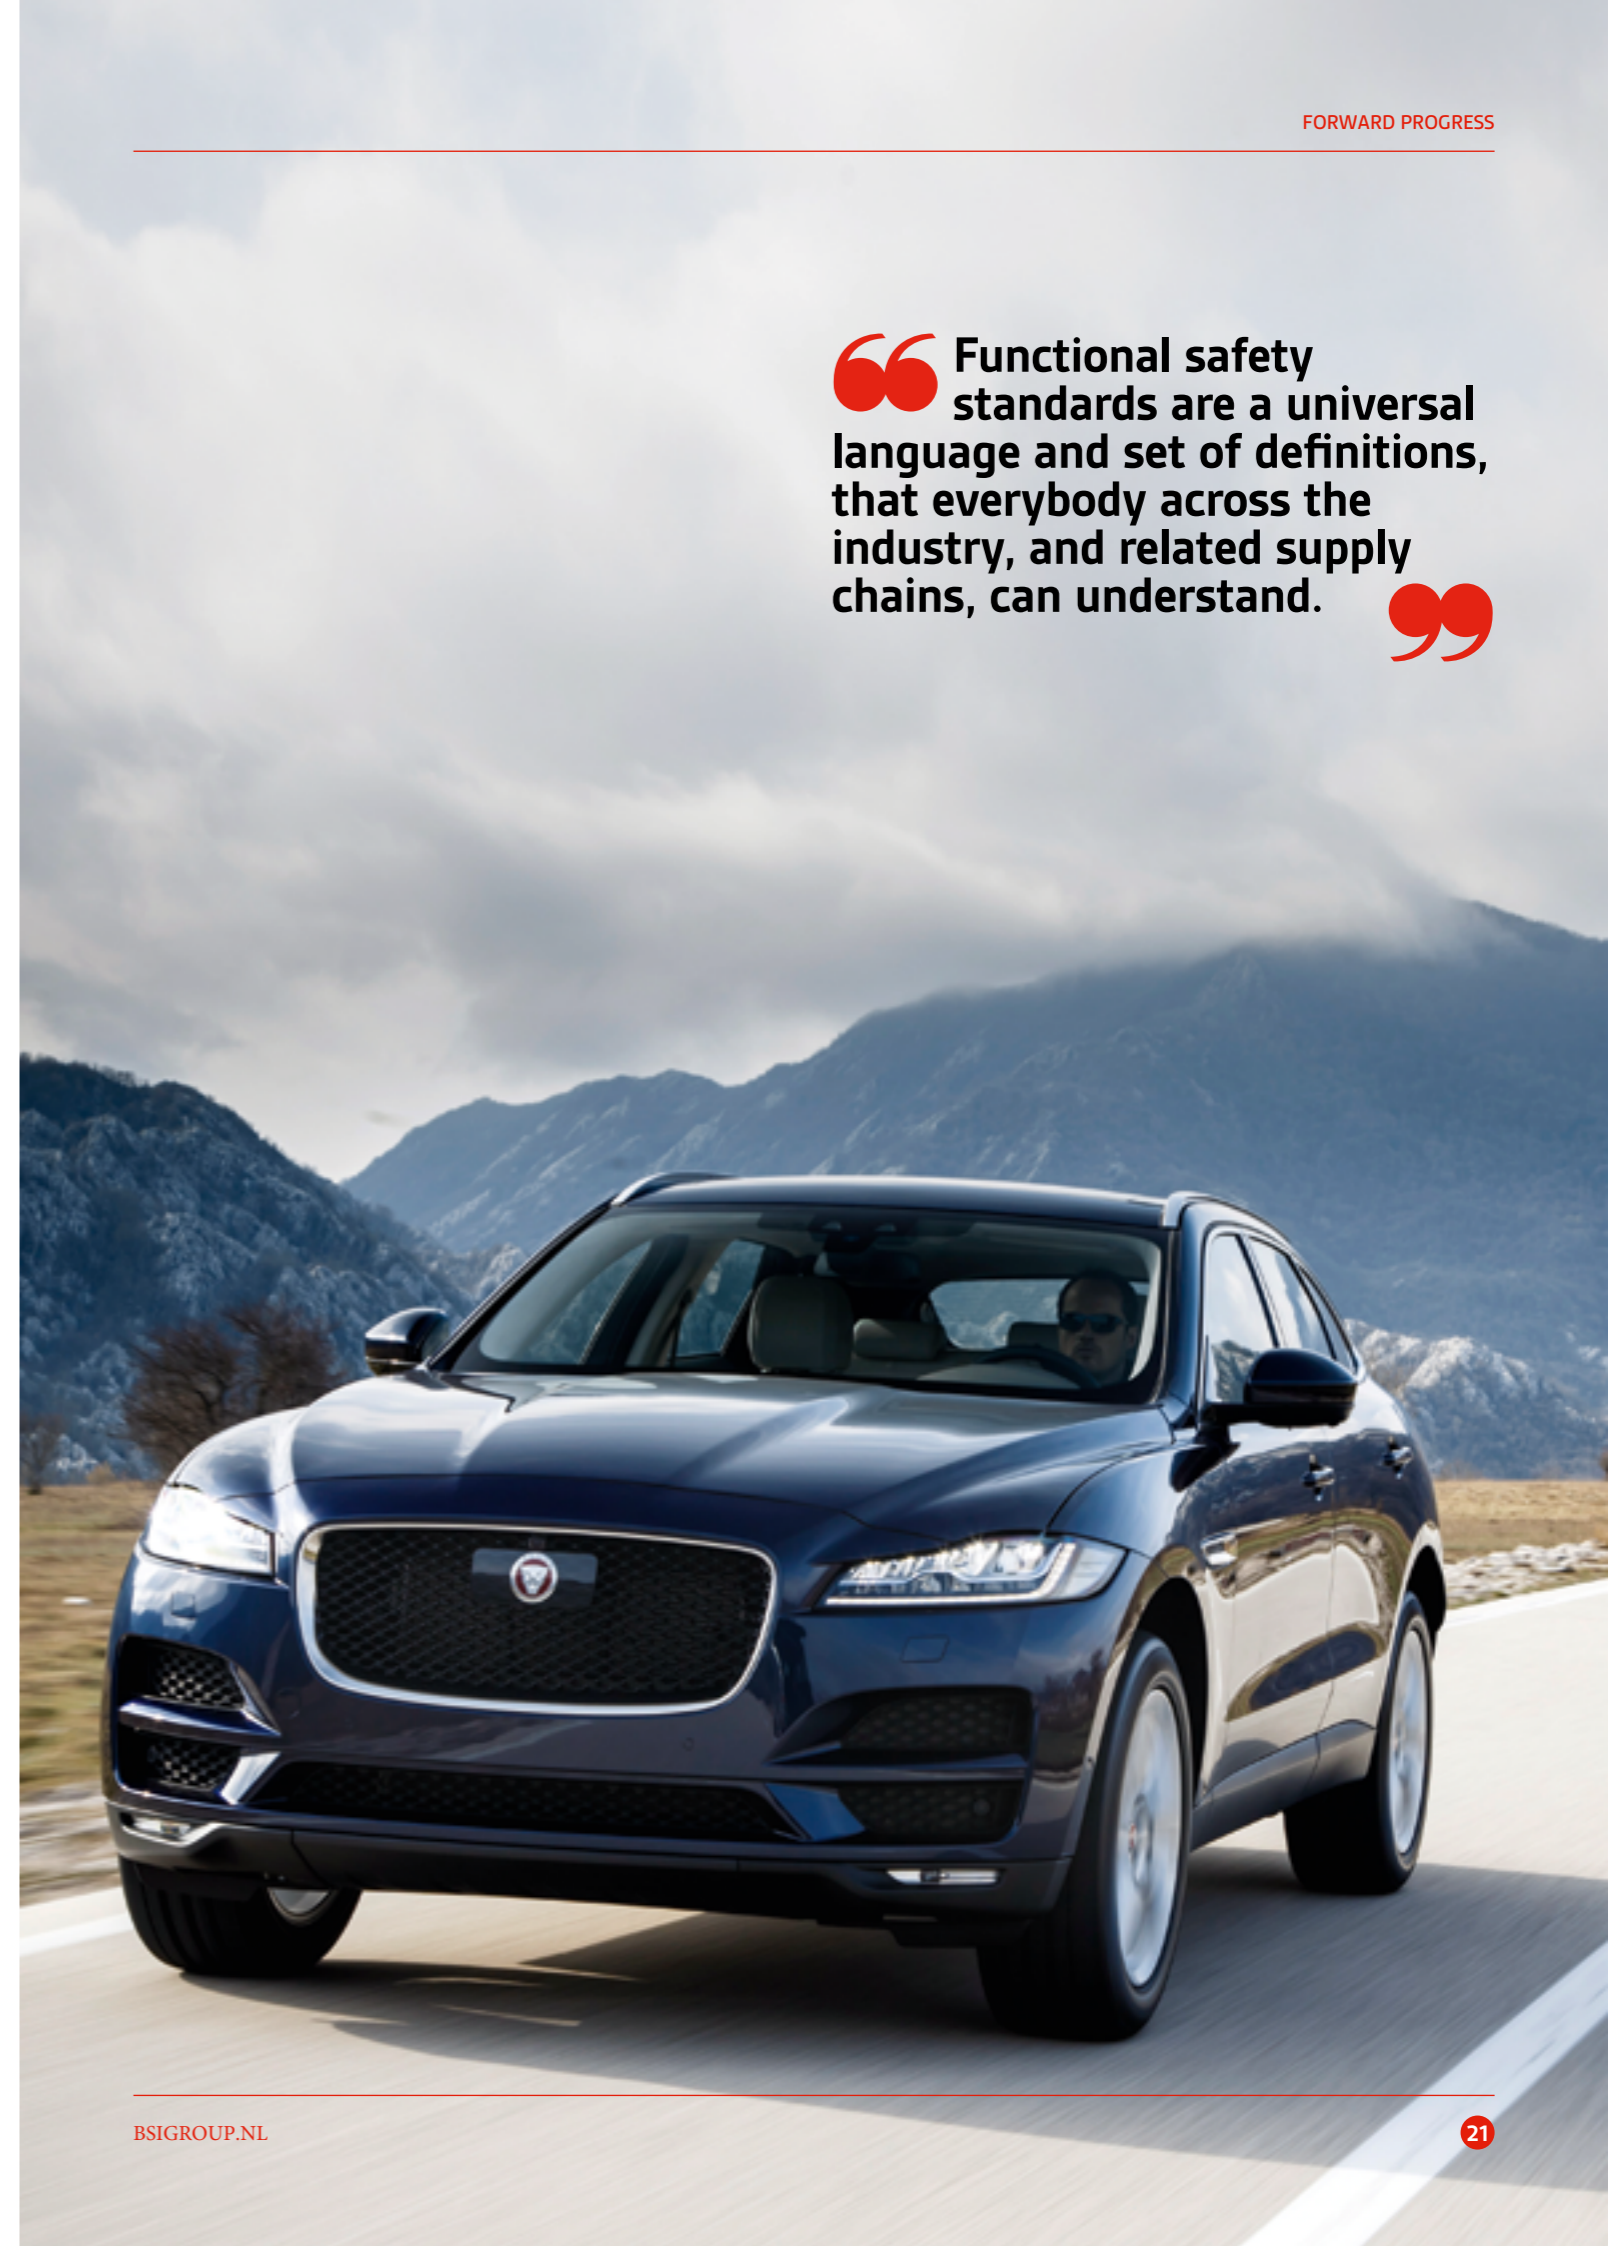 FORWARD PROGRESS
“Functional safety
standards are a universal
language and set of definitions,
that everybody across the
industry, and related supply
chains, can understand.”
BSIGROUP.NL
21